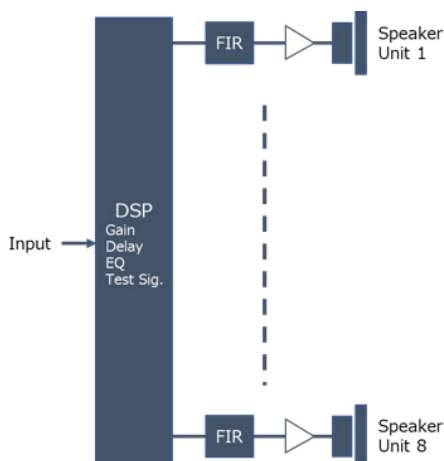 FIR
Speaker
Unit 1
DSP
Gain
Delay
EQ
Test Sig.
Input
FIR
Speaker
Unit 8